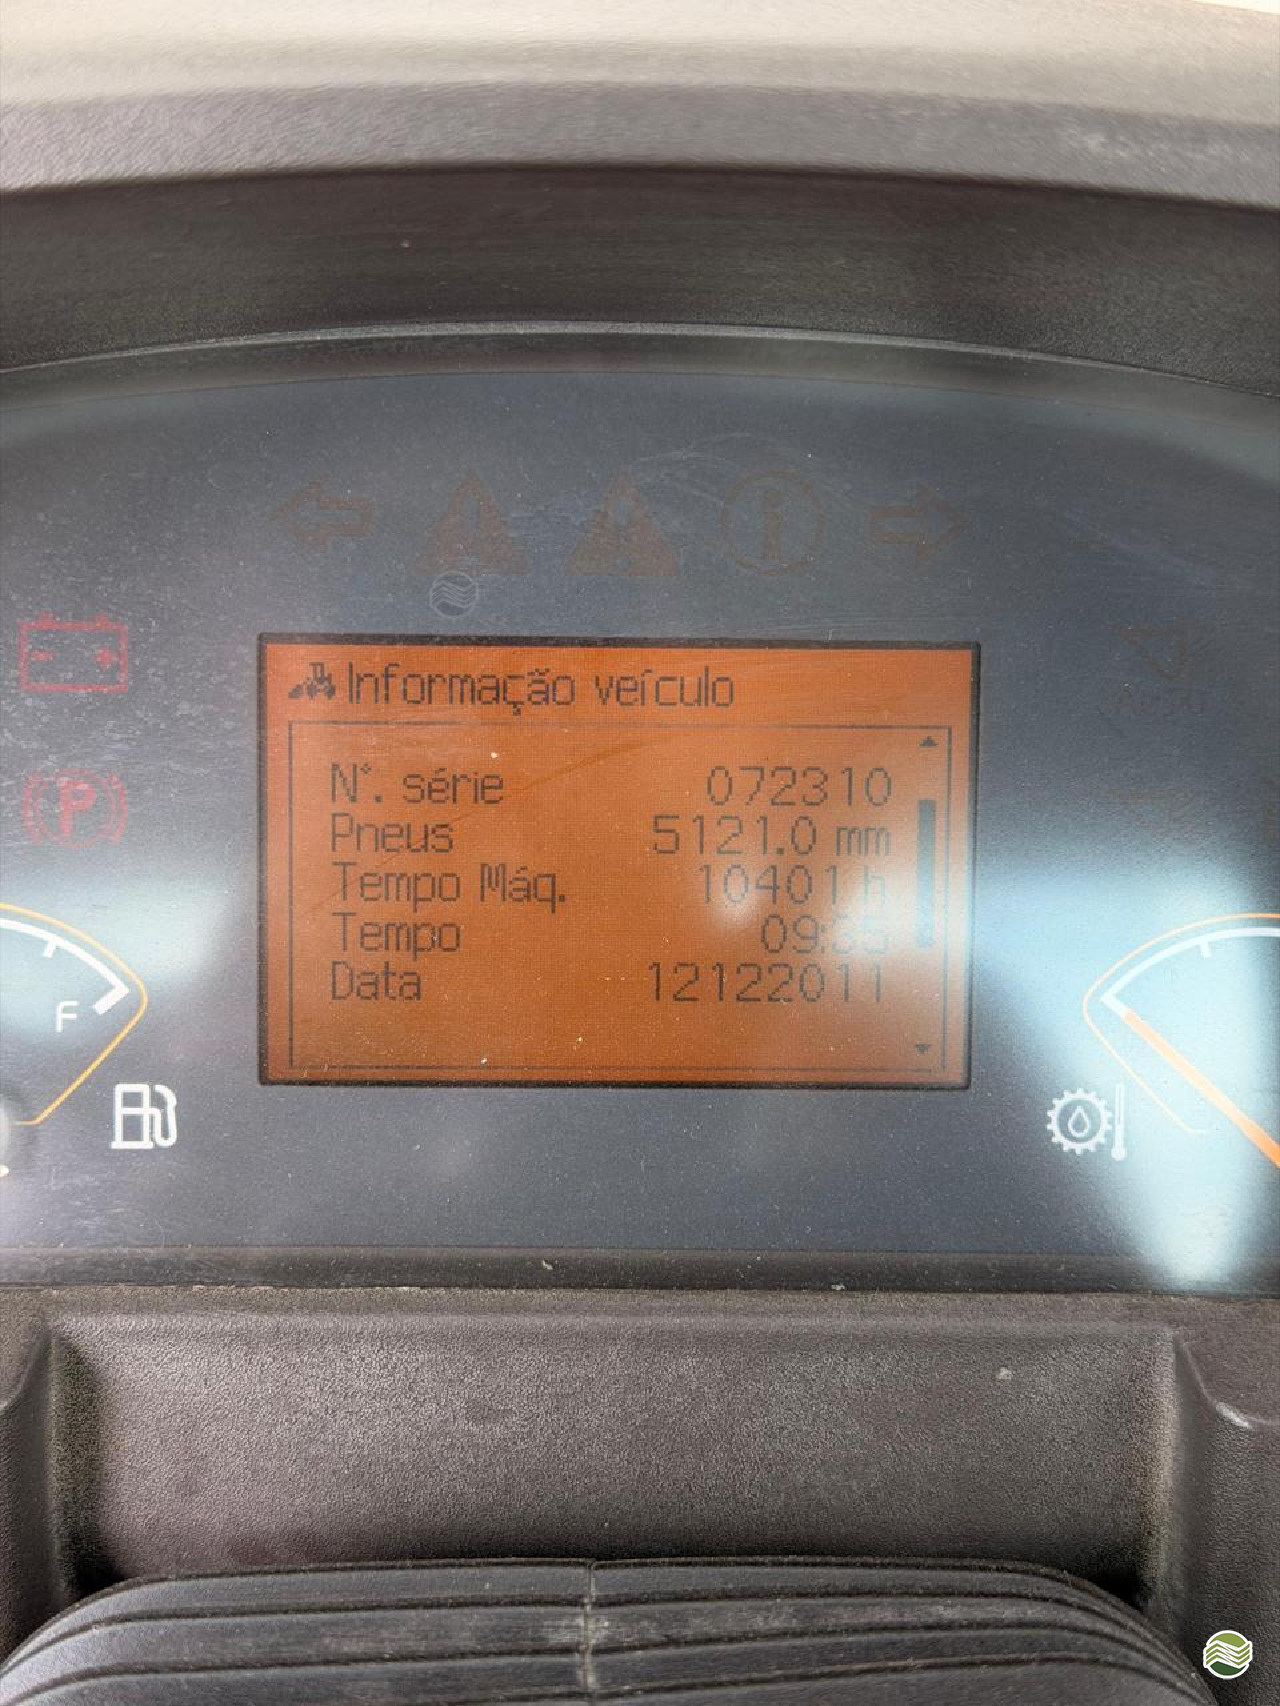 Informação veículo
N°. série 072310
Pneus 5121.0 mm
Tempo Máq. 10401 h
Tempo
Data 12122011
P
F